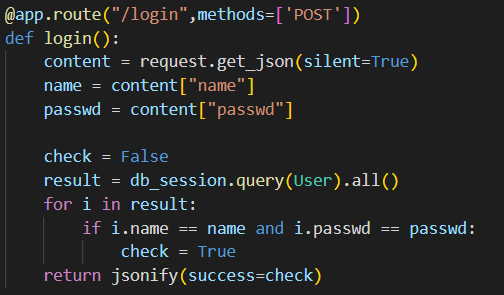 @app.route("/login",methods=['POST'])
def login():
    content = request.get_json(silent=True)
    name = content["name"]
    passwd = content["passwd"]

    check = False
    result = db_session.query(User).all()
    for i in result:
        if i.name == name and i.passwd == passwd:
            check = True
    return jsonify(success=check)